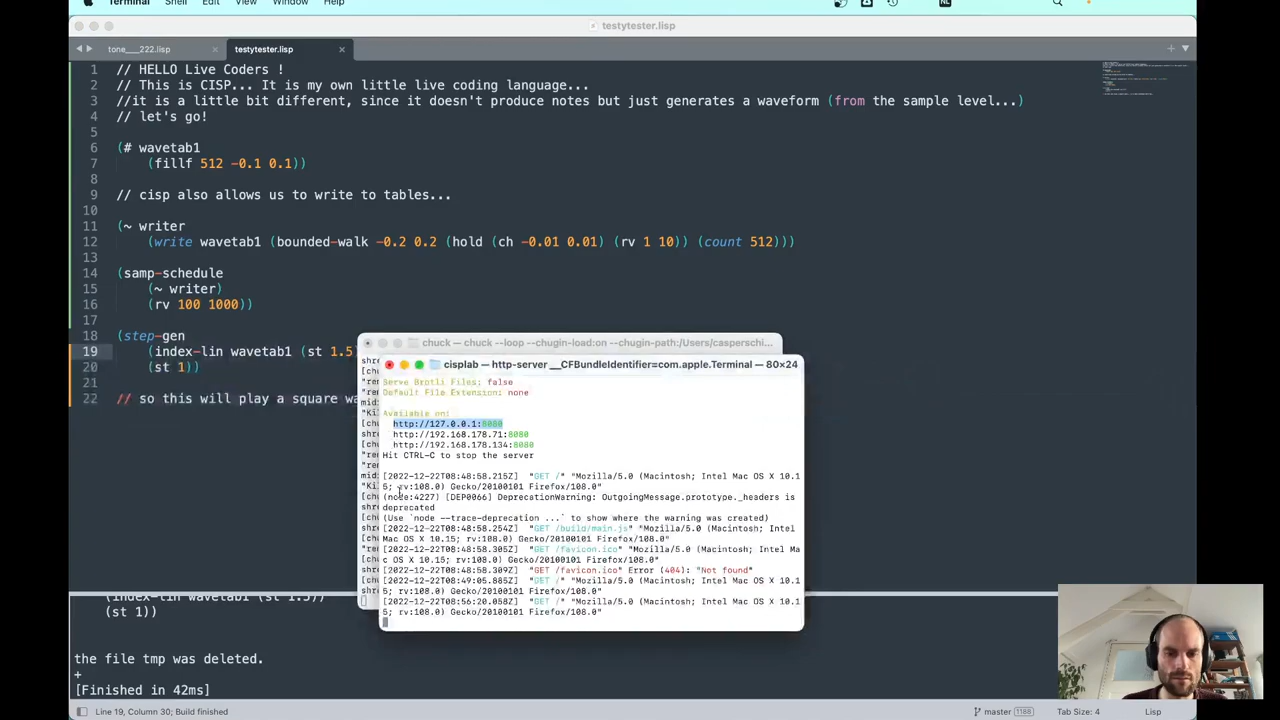 Terminal Shell Edit View Window Help NL
testytester.lisp
tone___222.lisp testytester.lisp
1 // HELLO Live Coders !
2 // This is CISP... It is my own little live coding language...
3 //it is a little bit different, since it doesn't produce notes but just generates a waveform (from the sample level...)
4 // let's go!
5
6 (# wavetab1
7 (fillf 512 -0.1 0.1))
8
9 // cisp also allows us to write to tables...
10
11 (~ writer
12 (write wavetab1 (bounded-walk -0.2 0.2 (hold (ch -0.01 0.01) (rv 1 10)) (count 512)))
13
14 (samp-schedule
15 (~ writer)
16 (rv 100 1000))
17
18 (step-gen
19 (index-lin wavetab1 (st 1.5)
20 (st 1))
21
22 // so this will play a square wa
chuck — chuck --loop --chugin-load:on --chugin-path:/Users/casperschi...
cisplab — http-server __CFBundleIdentifier=com.apple.Terminal — 80×24
Serve Brotli Files: false
Default File Extension: none
Available on:
http://127.0.0.1:8080
http://192.168.178.71:8080
http://192.168.178.134:8080
Hit CTRL-C to stop the server
[2022-12-22T08:48:58.215Z] "GET /" "Mozilla/5.0 (Macintosh; Intel Mac OS X 10.1
5; rv:108.0) Gecko/20100101 Firefox/108.0"
(node:4227) [DEP0066] DeprecationWarning: OutgoingMessage.prototype._headers is
deprecated
(Use `node --trace-deprecation ...` to show where the warning was created)
[2022-12-22T08:48:58.254Z] "GET /build/main.js" "Mozilla/5.0 (Macintosh; Intel
Mac OS X 10.15; rv:108.0) Gecko/20100101 Firefox/108.0"
[2022-12-22T08:48:58.305Z] "GET /favicon.ico" "Mozilla/5.0 (Macintosh; Intel Ma
c OS X 10.15; rv:108.0) Gecko/20100101 Firefox/108.0"
[2022-12-22T08:48:58.309Z] "GET /favicon.ico" Error (404): "Not found"
[2022-12-22T08:49:05.885Z] "GET /" "Mozilla/5.0 (Macintosh; Intel Mac OS X 10.1
5; rv:108.0) Gecko/20100101 Firefox/108.0"
[2022-12-22T08:56:20.058Z] "GET /" "Mozilla/5.0 (Macintosh; Intel Mac OS X 10.1
5; rv:108.0) Gecko/20100101 Firefox/108.0"
(index-lin wavetab1 (st 1.5))
(st 1))
the file tmp was deleted.
+
[Finished in 42ms]
Line 19, Column 30; Build finished master 1188 Tab Size: 4 Lisp